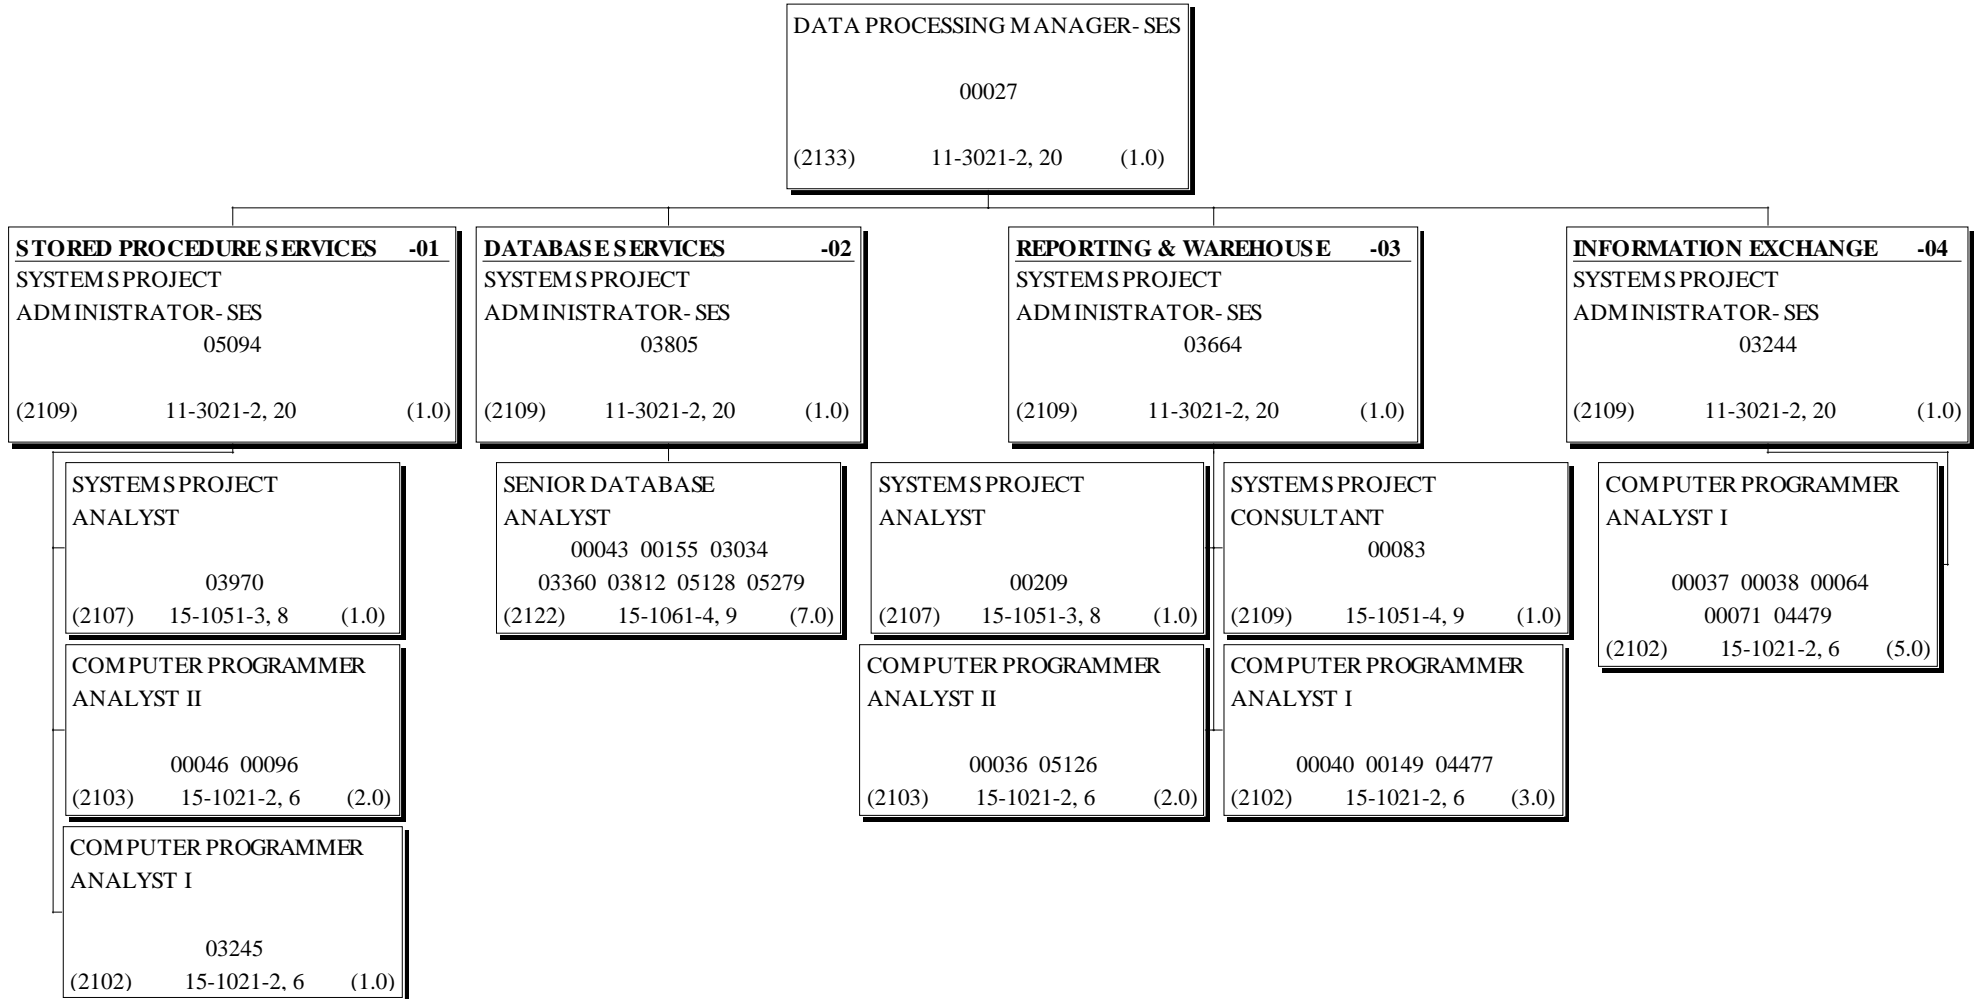 DATA PROCESSING MANAGER- SES
00027
(2133) 11-3021-2, 20 (1.0)
STORED PROCEDURE SERVICES -01
SYSTEMS PROJECT
ADMINISTRATOR- SES
05094
(2109) 11-3021-2, 20 (1.0)
DATABASE SERVICES -02
SYSTEMS PROJECT
ADMINISTRATOR- SES
03805
(2109) 11-3021-2, 20 (1.0)
REPORTING & WAREHOUSE -03
SYSTEMS PROJECT
ADMINISTRATOR- SES
03664
(2109) 11-3021-2, 20 (1.0)
INFORMATION EXCHANGE -04
SYSTEMS PROJECT
ADMINISTRATOR- SES
03244
(2109) 11-3021-2, 20 (1.0)
SYSTEMS PROJECT
ANALYST
03970
(2107) 15-1051-3, 8 (1.0)
SENIOR DATABASE
ANALYST
00043 00155 03034
03360 03812 05128 05279
(2122) 15-1061-4, 9 (7.0)
SYSTEMS PROJECT
ANALYST
00209
(2107) 15-1051-3, 8 (1.0)
SYSTEMS PROJECT
CONSULTANT
00083
(2109) 15-1051-4, 9 (1.0)
COMPUTER PROGRAMMER
ANALYST I
00037 00038 00064
00071 04479
(2102) 15-1021-2, 6 (5.0)
COMPUTER PROGRAMMER
ANALYST II
00046 00096
(2103) 15-1021-2, 6 (2.0)
COMPUTER PROGRAMMER
ANALYST II
00036 05126
(2103) 15-1021-2, 6 (2.0)
COMPUTER PROGRAMMER
ANALYST I
00040 00149 04477
(2102) 15-1021-2, 6 (3.0)
COMPUTER PROGRAMMER
ANALYST I
03245
(2102) 15-1021-2, 6 (1.0)